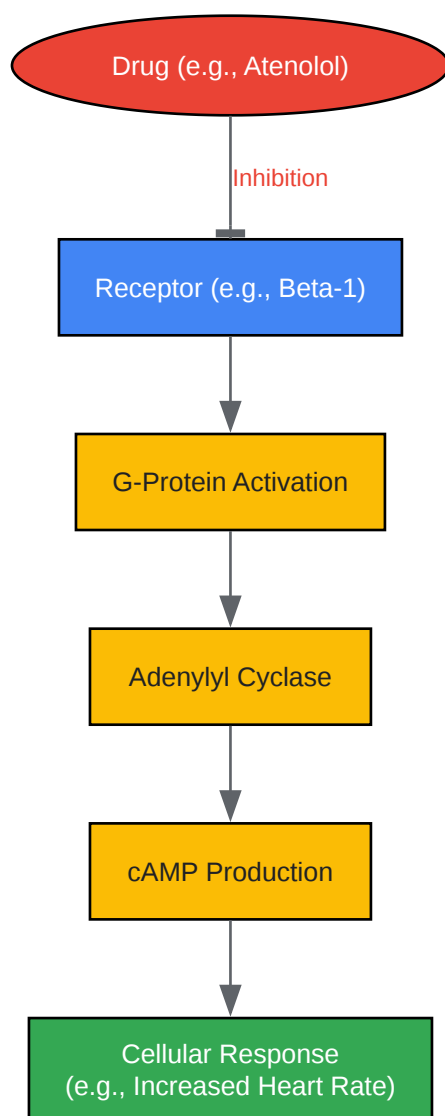 Drug (e.g., Atenolol)
Inhibition
Receptor (e.g., Beta-1)
G-Protein Activation
Adenylyl Cyclase
cAMP Production
Cellular Response
(e.g., Increased Heart Rate)